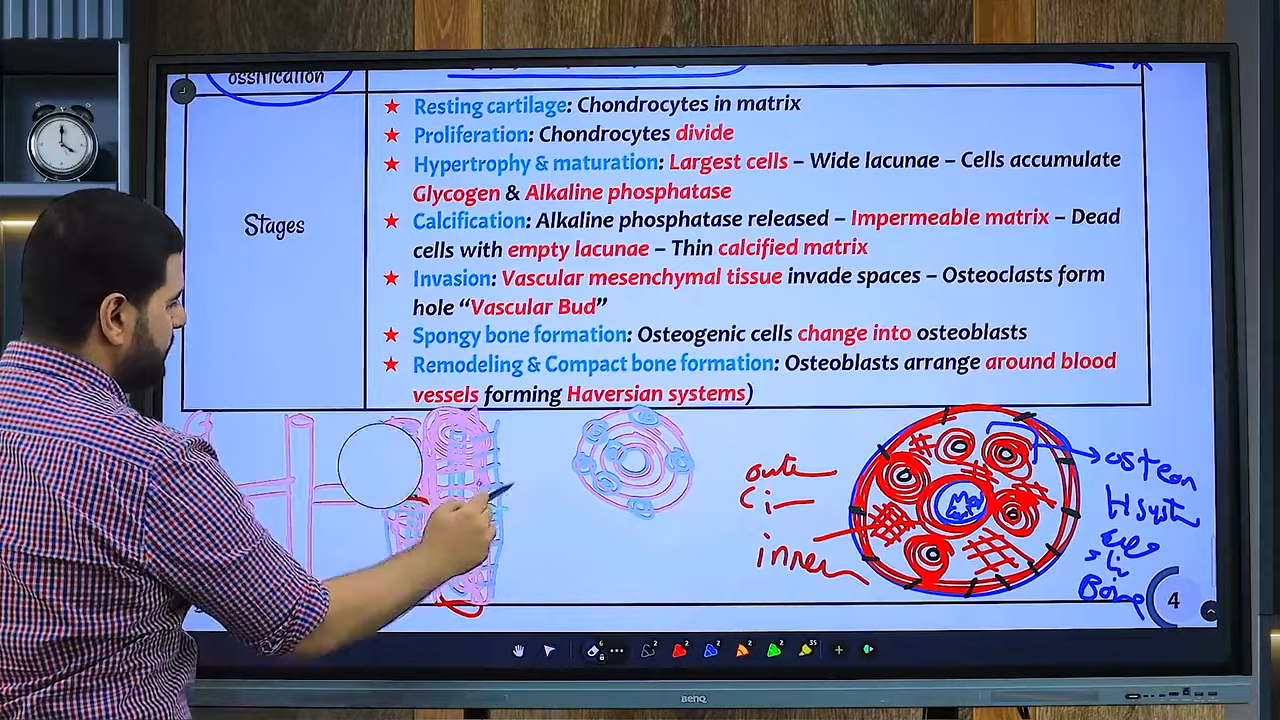 ossification
Stages
★ Resting cartilage: Chondrocytes in matrix
★ Proliferation: Chondrocytes divide
★ Hypertrophy & maturation: Largest cells – Wide lacunae – Cells accumulate
Glycogen & Alkaline phosphatase
★ Calcification: Alkaline phosphatase released – Impermeable matrix – Dead
cells with empty lacunae – Thin calcified matrix
★ Invasion: Vascular mesenchymal tissue invade spaces – Osteoclasts form
hole “Vascular Bud”
★ Spongy bone formation: Osteogenic cells change into osteoblasts
★ Remodeling & Compact bone formation: Osteoblasts arrange around blood
vessels forming Haversian systems)
oute
Ci
inner
osteon
H syst
4
BenQ